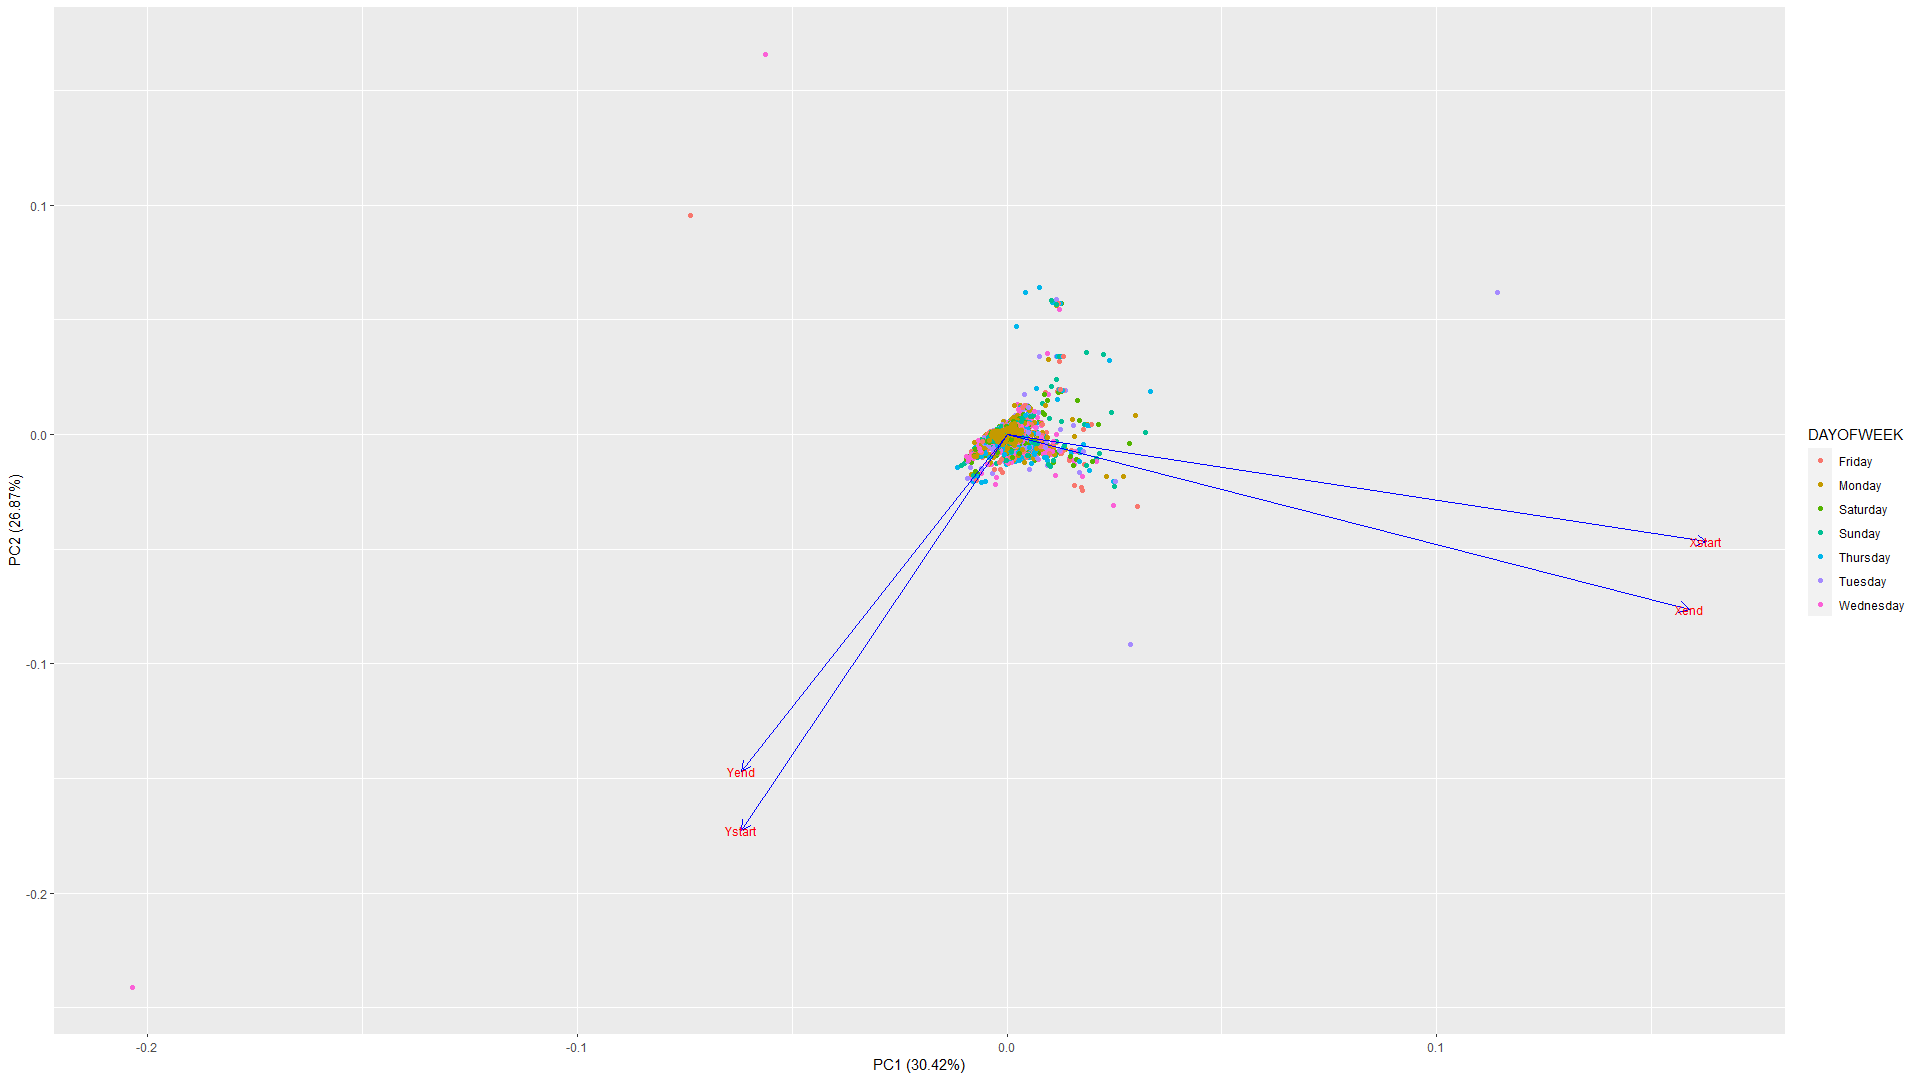 0.1
0.0
-0.1
-0.2
PC2 (26.87%)
Xstart
Xend
Yend
Ystart
-0.2
-0.1
0.0
0.1
PC1 (30.42%)
DAYOFWEEK
Friday
Monday
Saturday
Sunday
Thursday
Tuesday
Wednesday